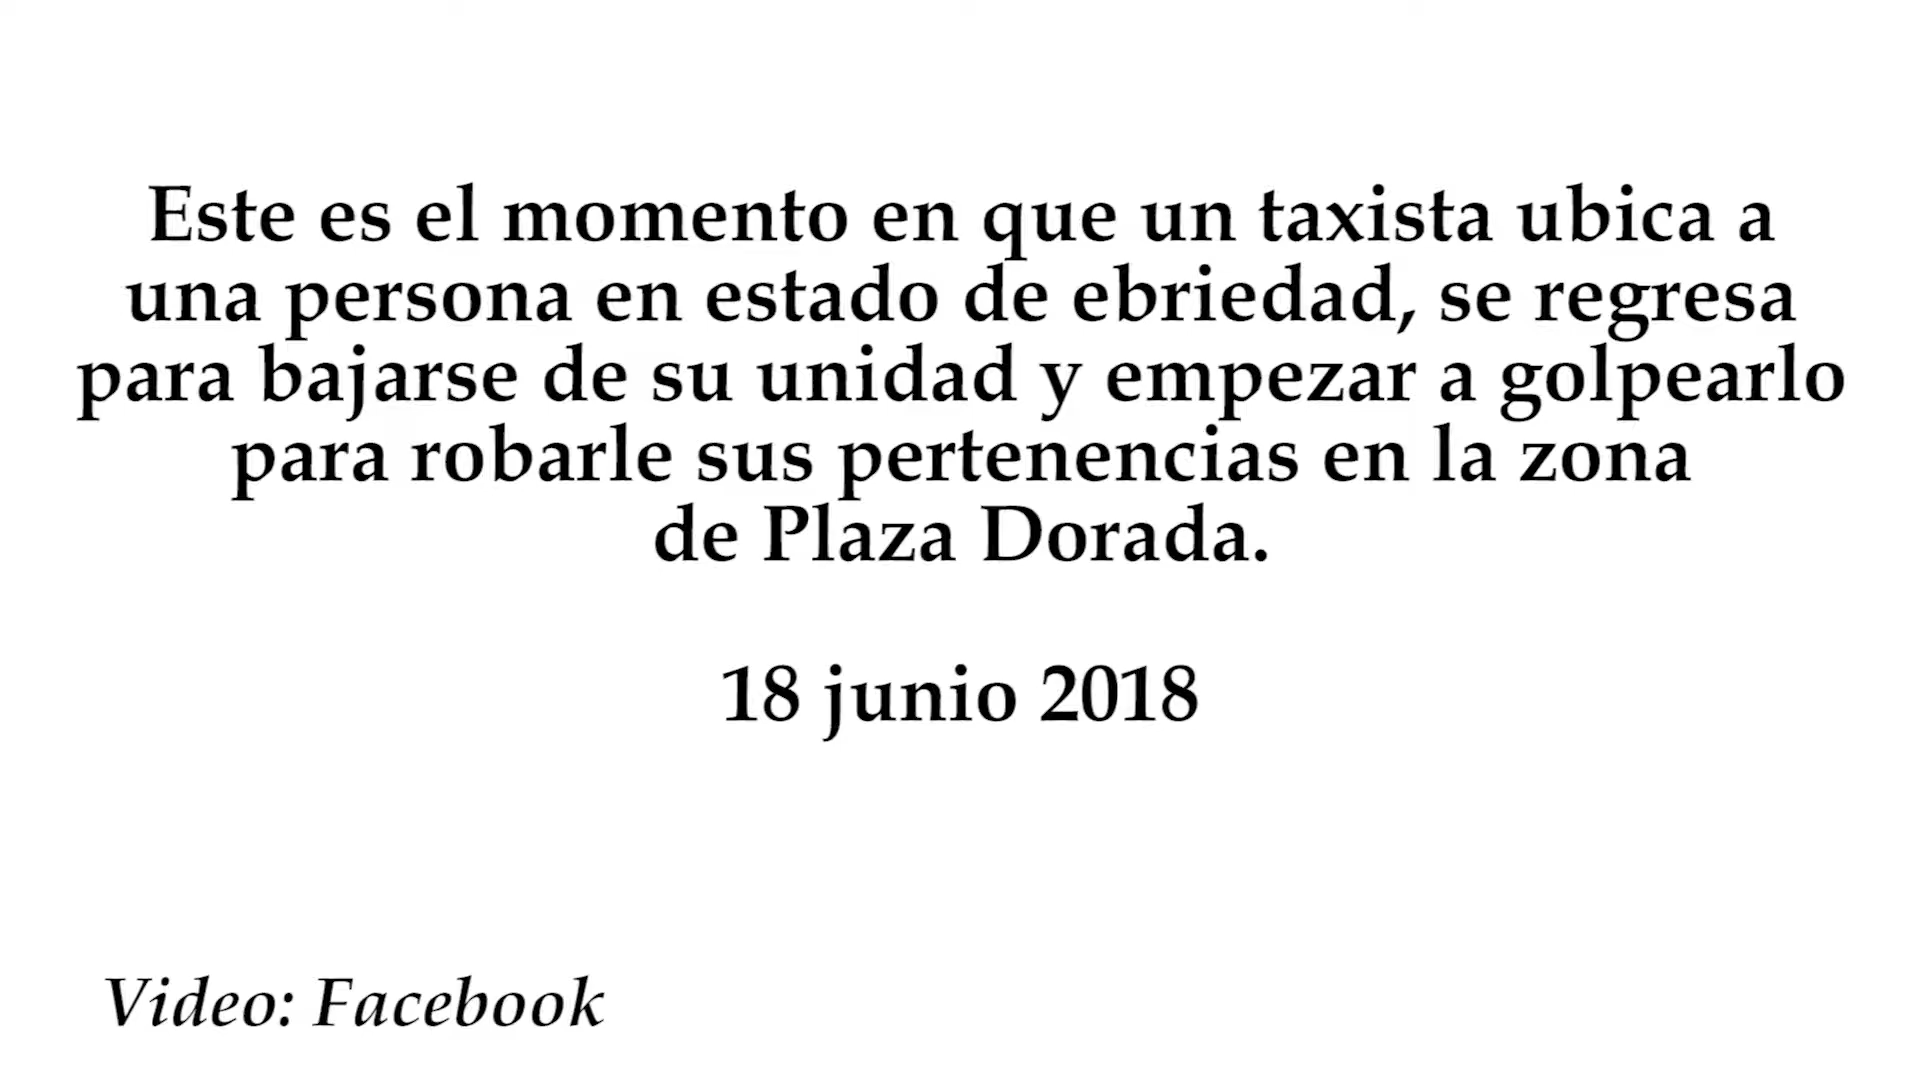 Este es el momento en que un taxista ubica a
una persona en estado de ebriedad, se regresa
para bajarse de su unidad y empezar a golpearlo
para robarle sus pertenencias en la zona
de Plaza Dorada.
18 junio 2018
Video: Facebook